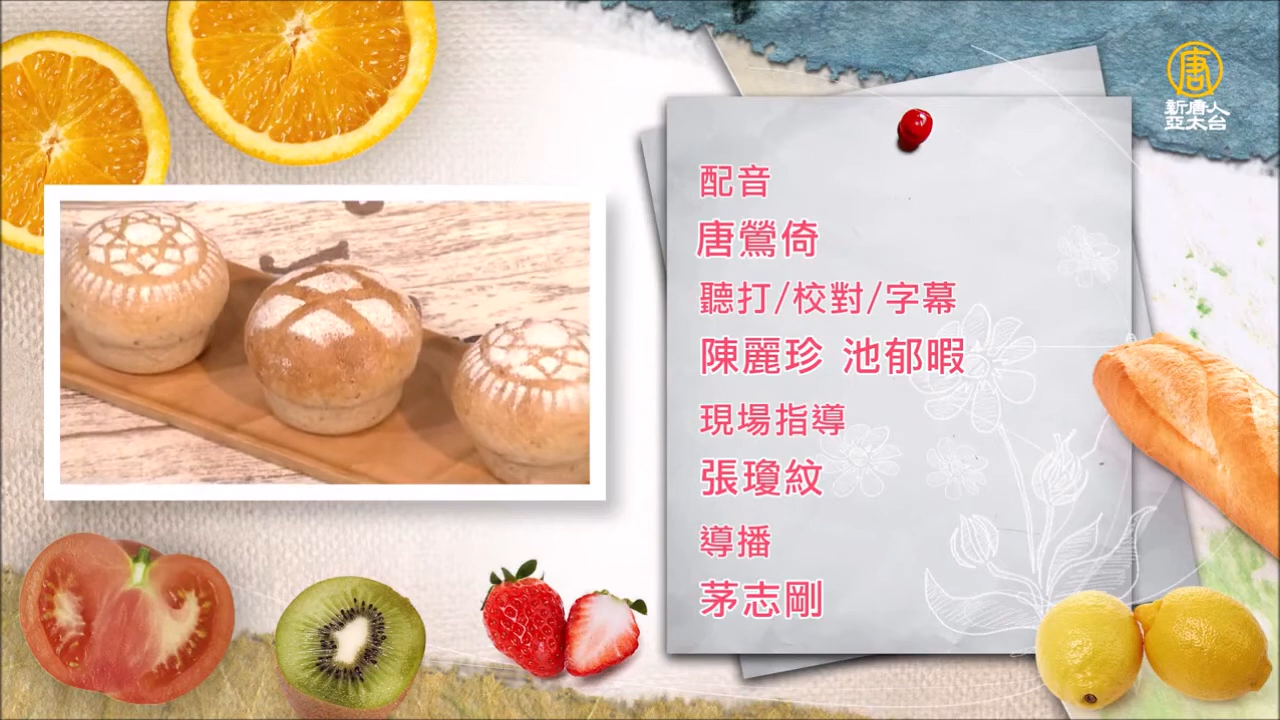 唐
新唐人
亞太台
配音
唐鶯倚
聽打/校對/字幕
陳麗珍 池郁暇
現場指導
張瓊紋
導播
茅志剛